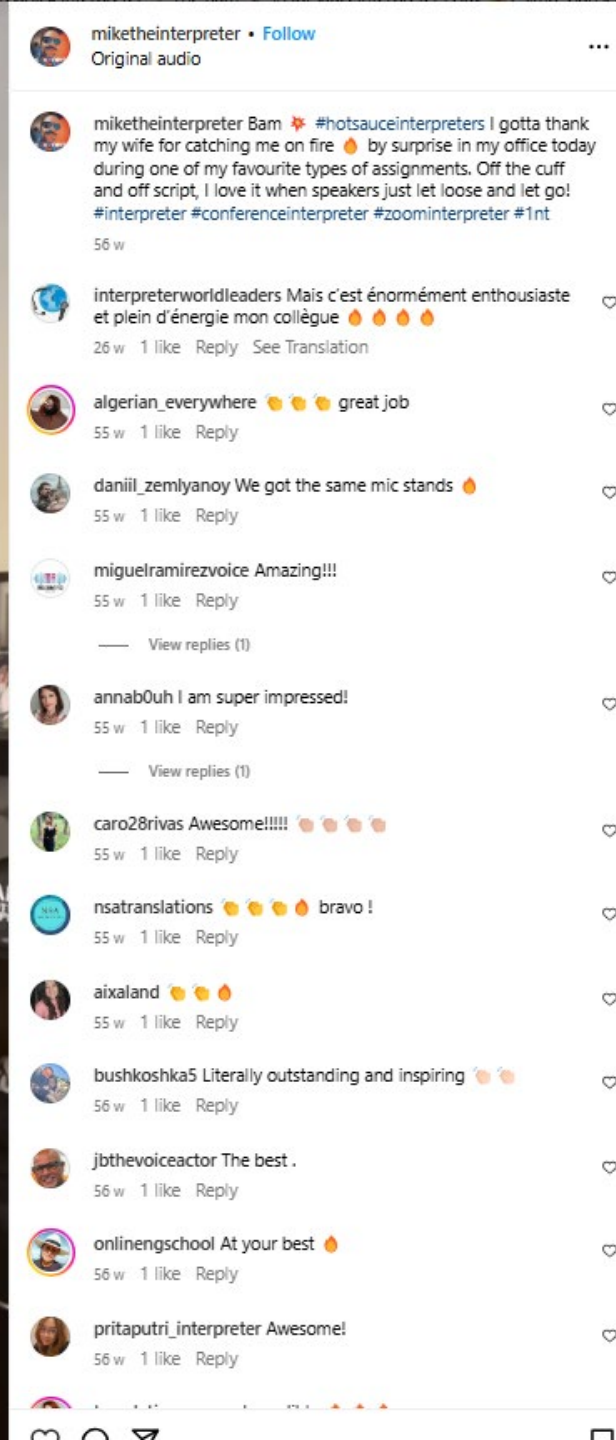 miketheinterpreter • Follow
Original audio
miketheinterpreter Bam 💥 #hotsauceinterpreters I gotta thank
my wife for catching me on fire 🔥 by surprise in my office today
during one of my favourite types of assignments. Off the cuff
and off script, I love it when speakers just let loose and let go!
#interpreter #conferenceinterpreter #zoominterpreter #1nt
56 w
interpreterworldleaders Mais c'est énormément enthousiaste
et plein d'énergie mon collègue 🔥 🔥 🔥 🔥
26 w 1 like Reply See Translation
algerian_everywhere 👏 👏 👏 great job
55 w 1 like Reply
daniil_zemlyanoy We got the same mic stands 🔥
55 w 1 like Reply
miguelramirezvoice Amazing!!!
55 w 1 like Reply
View replies (1)
annab0uh I am super impressed!
55 w 1 like Reply
View replies (1)
caro28rivas Awesome!!!!! 👏🏼 👏🏼 👏🏼 👏🏼
55 w 1 like Reply
nsatranslations 👏 👏 👏 🔥 bravo !
55 w 1 like Reply
aixaland 👏 👏 🔥
55 w 1 like Reply
bushkoshka5 Literally outstanding and inspiring 👏🏻 👏🏻
56 w 1 like Reply
jbthevoiceactor The best .
56 w 1 like Reply
onlinengschool At your best 🔥
56 w 1 like Reply
pritaputri_interpreter Awesome!
56 w 1 like Reply